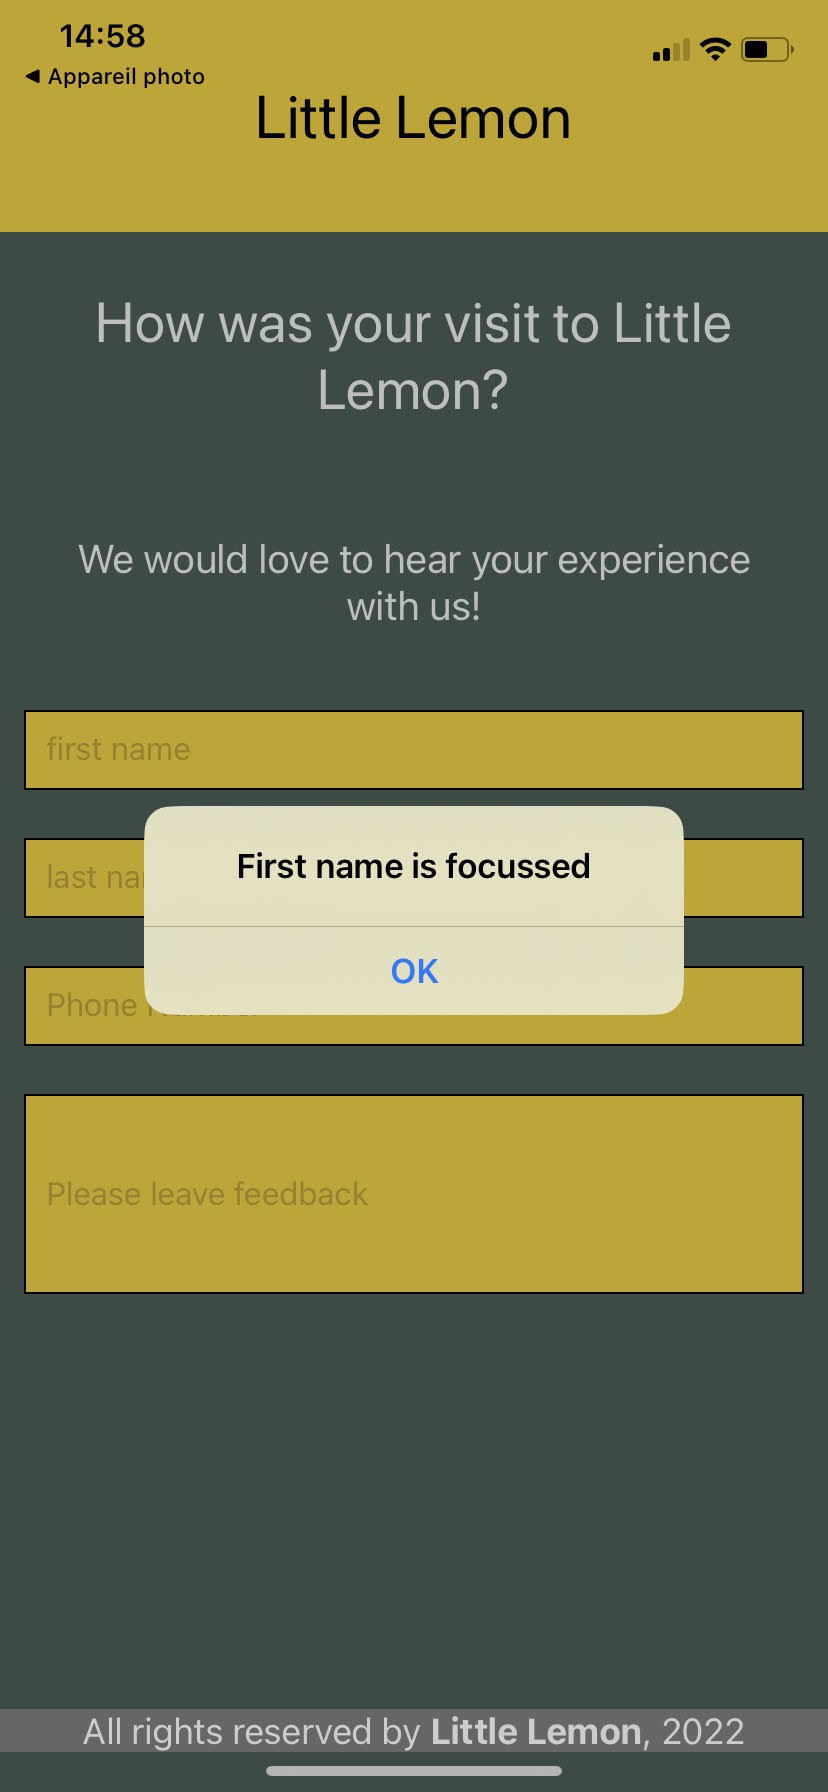 14:58
◀ Appareil photo
Little Lemon
How was your visit to Little
Lemon?
We would love to hear your experience
with us!
first name
First name is focussed
last na
OK
Phone
Please leave feedback
All rights reserved by Little Lemon, 2022